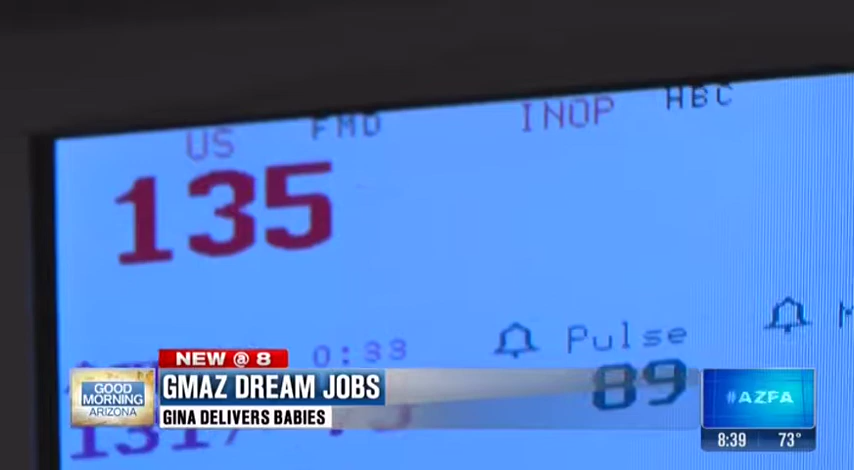 US FMD INOP ABC
135
0:33 Pulse
89
NEW @ 8
GOOD MORNING ARIZONA
GMAZ DREAM JOBS
GINA DELIVERS BABIES
#AZFA
8:39 73°